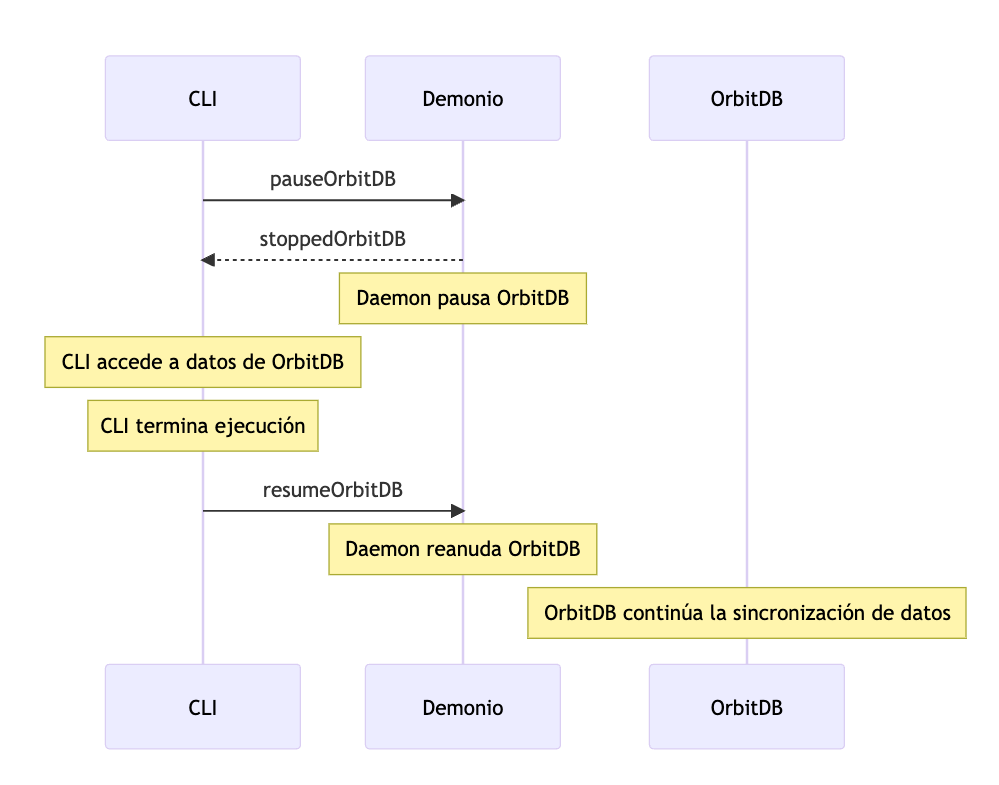 CLI
Demonio
OrbitDB
pauseOrbitDB
stoppedOrbitDB
Daemon pausa OrbitDB
CLI accede a datos de OrbitDB
CLI termina ejecución
resumeOrbitDB
Daemon reanuda OrbitDB
OrbitDB continúa la sincronización de datos
CLI
Demonio
OrbitDB